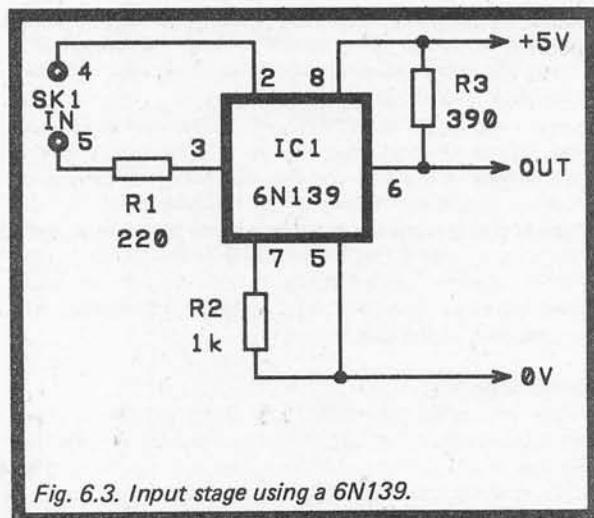 +5V
4
2 8
R3
390
SK1
IN
5
3
IC1
6N139
6
OUT
R1
220
7 5
R2
1k
0V
Fig. 6.3. Input stage using a 6N139.